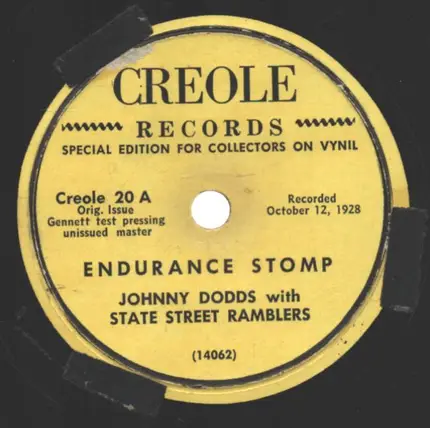 CREOLE
RECORDS
SPECIAL EDITION FOR COLLECTORS ON VYNIL
Creole 20 A
Orig. Issue
Gennett test pressing
unissued master
Recorded
October 12, 1928
ENDURANCE STOMP
JOHNNY DODDS with
STATE STREET RAMBLERS
(14062)